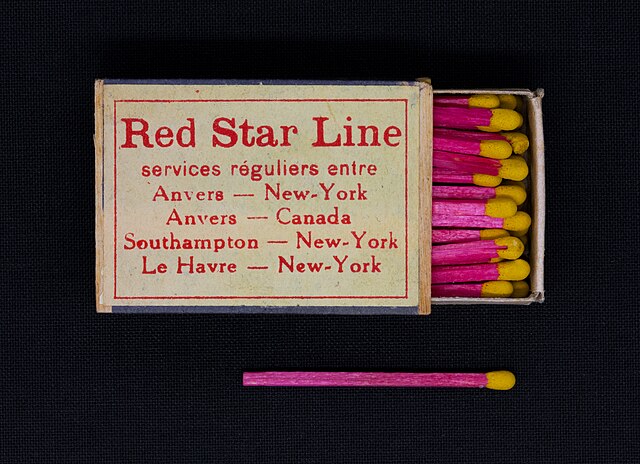 Red Star Line
services réguliers entre
Anvers — New-York
Anvers — Canada
Southampton — New-York
Le Havre — New-York